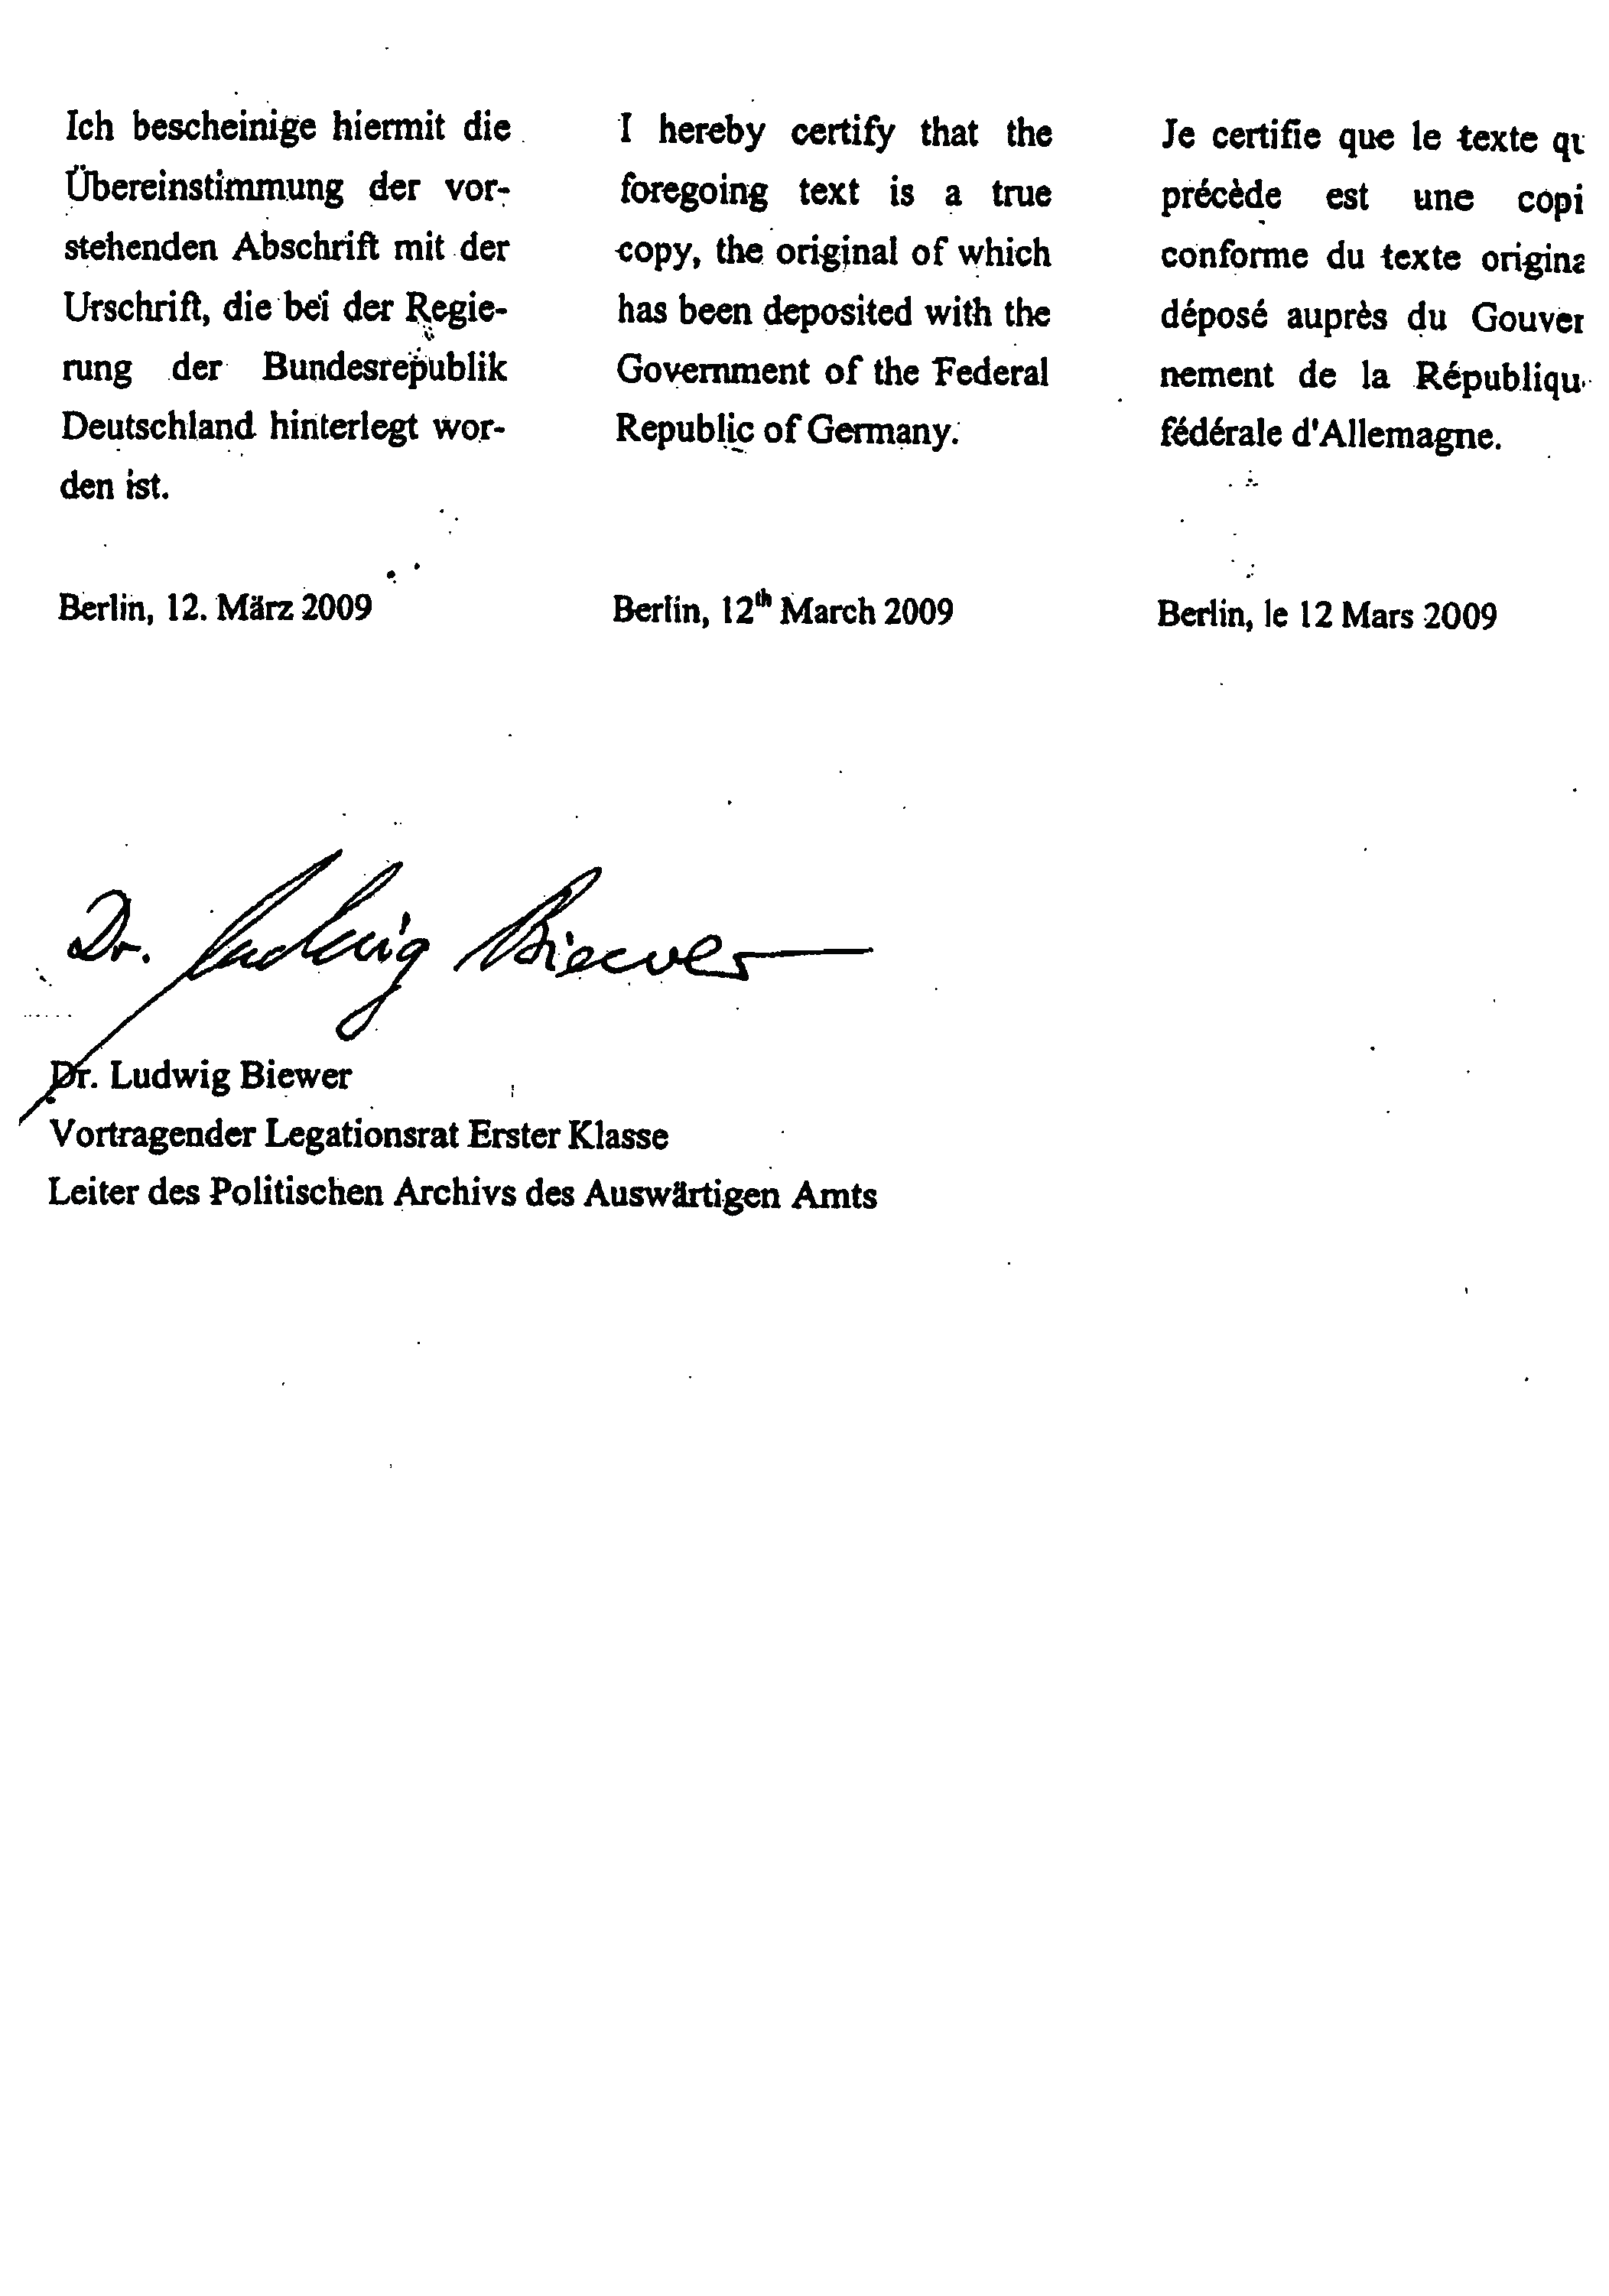 Ich bescheinige hiermit die
Übereinstimmung der vor-
stehenden Abschrift mit der
Urschrift, die bei der Regie-
rung der Bundesrepublik
Deutschland hinterlegt wor-
den ist.
Berlin, 12. März 2009
I hereby certify that the
foregoing text is a true
copy, the original of which
has been deposited with the
Government of the Federal
Republic of Germany.
Berlin, 12th March 2009
Je certifie que le texte
précède est une copi
conforme du texte origina
déposé auprès du Gouver
nement de la Républiqu
fédérale d'Allemagne.
Berlin, le 12 Mars 2009
Dr. Ludwig Biewer
Dr. Ludwig Biewer
Vortragender Legationsrat Erster Klasse
Leiter des Politischen Archivs des Auswärtigen Amts